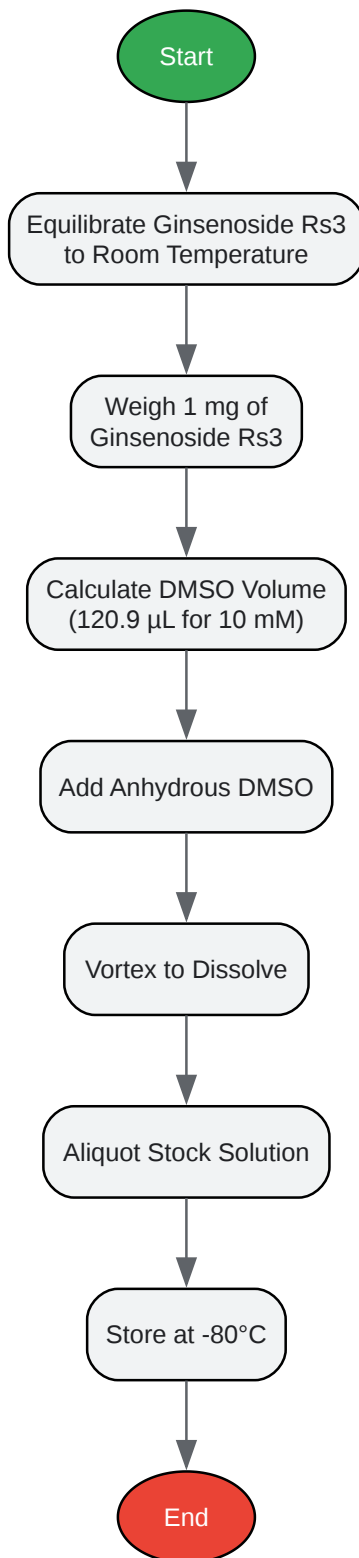 Start
Equilibrate Ginsenoside Rs3
to Room Temperature
Weigh 1 mg of
Ginsenoside Rs3
Calculate DMSO Volume
(120.9 µL for 10 mM)
Add Anhydrous DMSO
Vortex to Dissolve
Aliquot Stock Solution
Store at -80°C
End